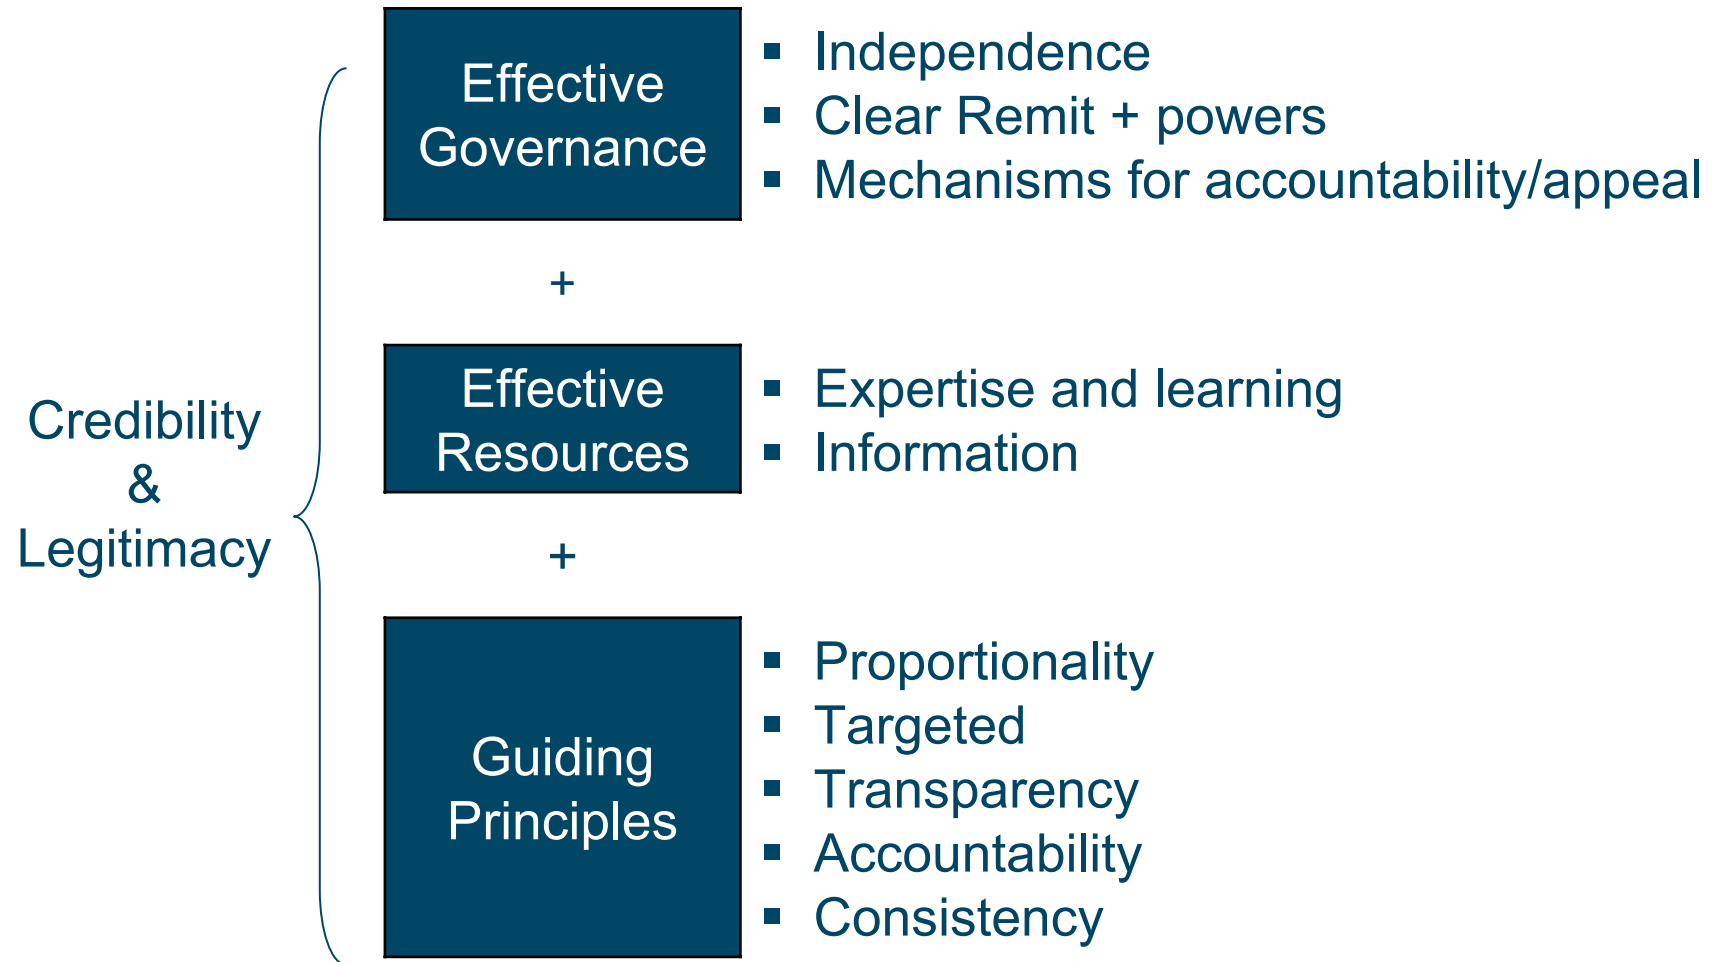 Credibility
&
Legitimacy
Effective
Governance
▪ Independence
▪ Clear Remit + powers
▪ Mechanisms for accountability/appeal
+
Effective
Resources
▪ Expertise and learning
▪ Information
+
Guiding
Principles
▪ Proportionality
▪ Targeted
▪ Transparency
▪ Accountability
▪ Consistency